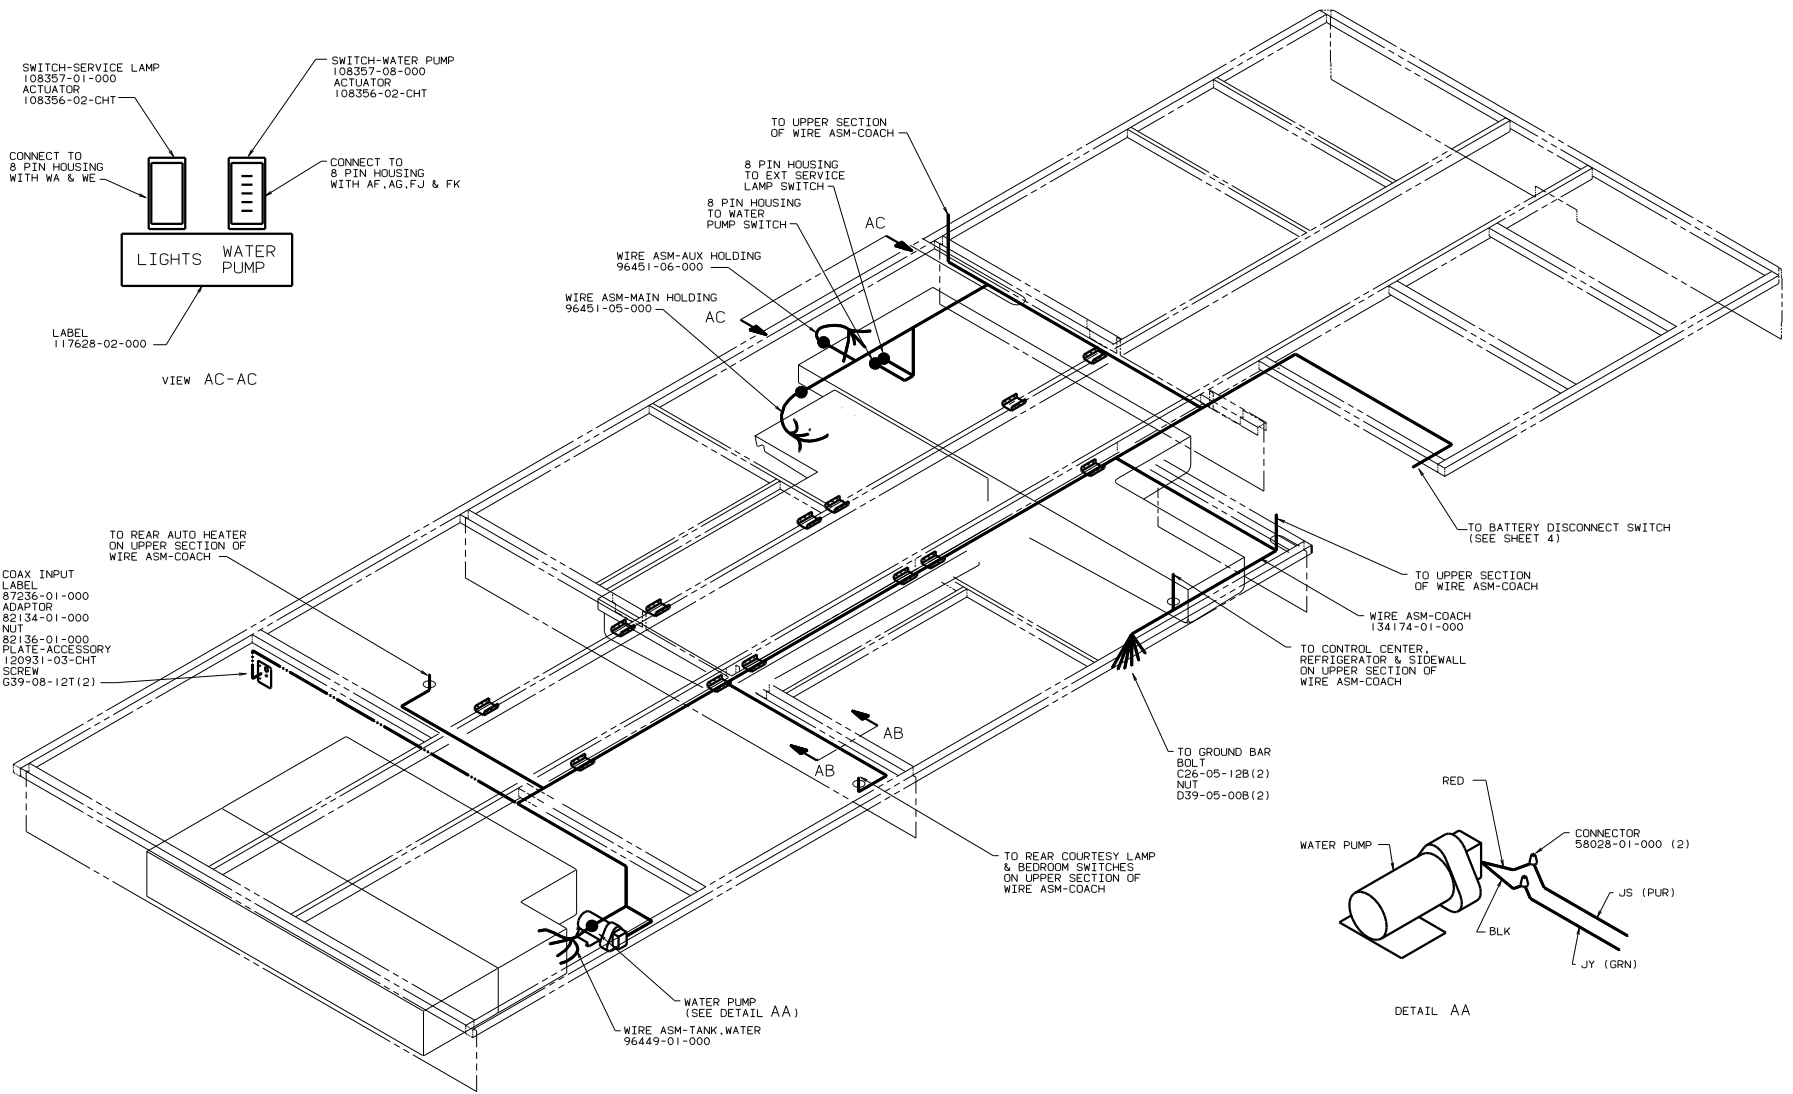 SWITCH-SERVICE LAMP
108357-01-000
ACTUATOR
108356-02-CHT
SWITCH-WATER PUMP
108357-08-000
ACTUATOR
108356-02-CHT
CONNECT TO
8 PIN HOUSING
WITH WA & WE
CONNECT TO
8 PIN HOUSING
WITH AF,AG,FJ & FK
LIGHTS
WATER
PUMP
LABEL
117628-02-000
VIEW AC-AC
TO UPPER SECTION
OF WIRE ASM-COACH
8 PIN HOUSING
TO EXT SERVICE
LAMP SWITCH
8 PIN HOUSING
TO WATER
PUMP SWITCH
AC
WIRE ASM-AUX HOLDING
96451-06-000
WIRE ASM-MAIN HOLDING
96451-05-000
AC
TO REAR AUTO HEATER
ON UPPER SECTION OF
WIRE ASM-COACH
COAX INPUT
LABEL
87236-01-000
ADAPTOR
82134-01-000
NUT
82136-01-000
PLATE-ACCESSORY
120931-03-CHT
SCREW
G39-08-12T(2)
TO BATTERY DISCONNECT SWITCH
(SEE SHEET 4)
TO UPPER SECTION
OF WIRE ASM-COACH
WIRE ASM-COACH
134174-01-000
TO CONTROL CENTER,
REFRIGERATOR & SIDEWALL
ON UPPER SECTION OF
WIRE ASM-COACH
AB
AB
TO GROUND BAR
BOLT
C26-05-12B(2)
NUT
D39-05-00B(2)
TO REAR COURTESY LAMP
& BEDROOM SWITCHES
ON UPPER SECTION OF
WIRE ASM-COACH
WATER PUMP
(SEE DETAIL AA)
WIRE ASM-TANK,WATER
96449-01-000
RED
WATER PUMP
CONNECTOR
58028-01-000 (2)
JS (PUR)
BLK
JY (GRN)
DETAIL AA